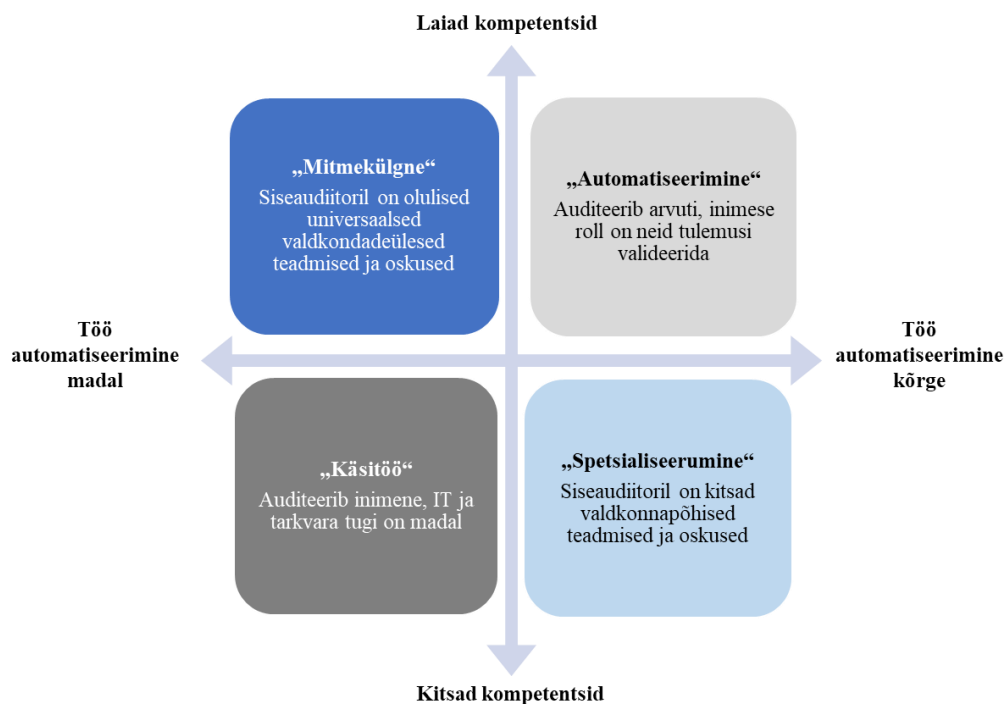 Laiad kompetentsid
„Mitmekülgne“
Siseaudiitoril on olulised
universaalsed
valdkondadeülesed
teadmised ja oskused
„Automatiseerimine“
Auditeerib arvuti, inimese
roll on neid tulemusi
valideerida
Töö
automatiseerimine
madal
Töö
automatiseerimine
kõrge
„Käsitöö“
Auditeerib inimene, IT ja
tarkvara tugi on madal
„Spetsialiseerumine“
Siseaudiitoril on kitsad
valdkonnapõhised
teadmised ja oskused
Kitsad kompetentsid